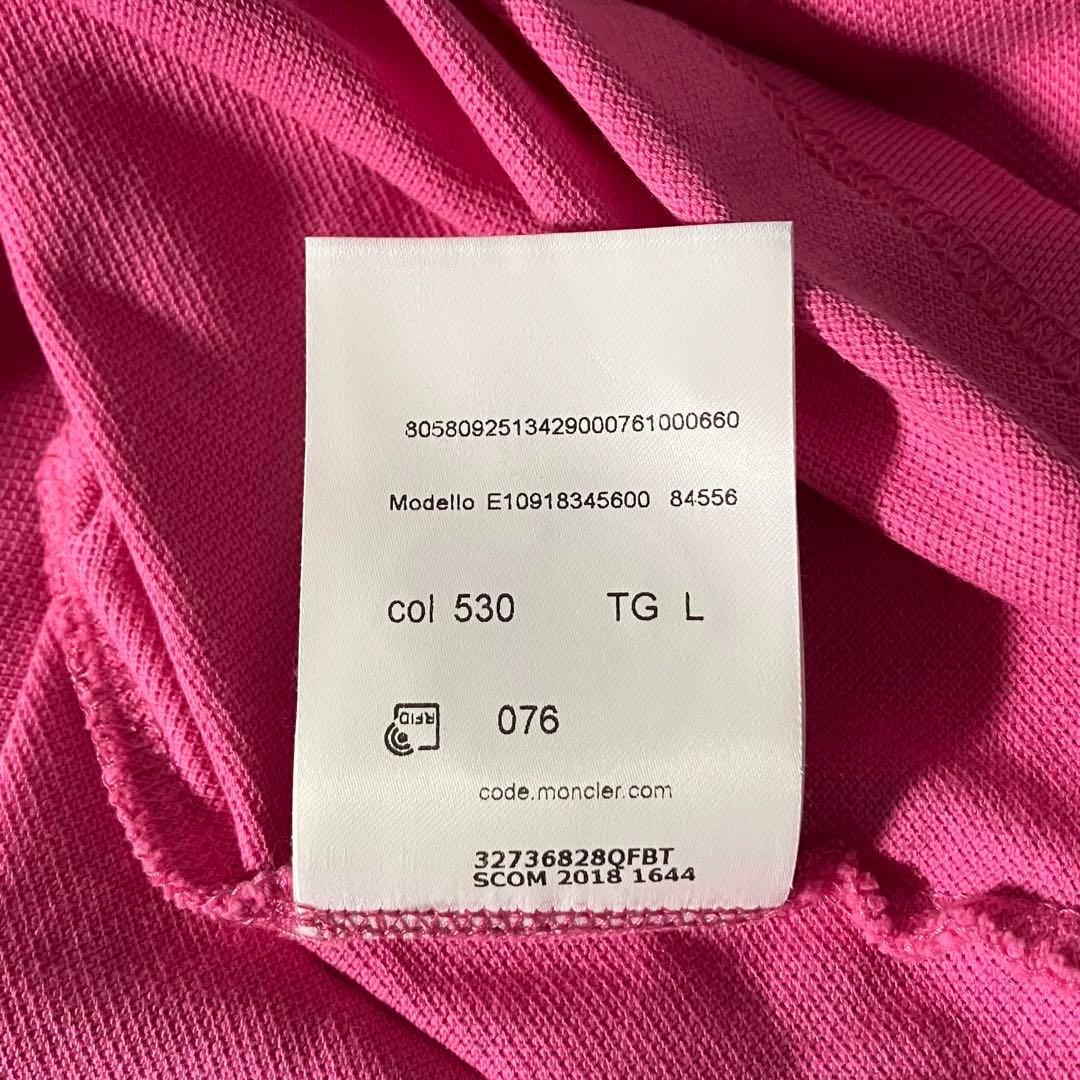 8058092513429000761000660
Modello E10918345600 84556
col 530 TG L
RFID 076
code.moncler.com
32736828QFBT
SCOM 2018 1644